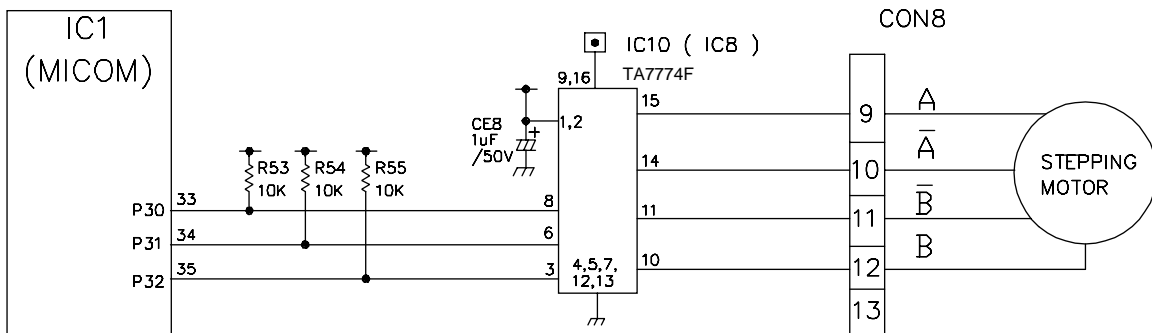 IC1
(MICOM)
CON8
IC10 ( IC8 )
TA7774F
9,16
15
1,2
CE8
1uF
/50V
+
9
A
14
10
A̅
STEPPING
MOTOR
R53
10K
R54
10K
R55
10K
P30
33
8
11
11
B̅
P31
34
6
P32
35
3
4,5,7,
12,13
10
12
B
13